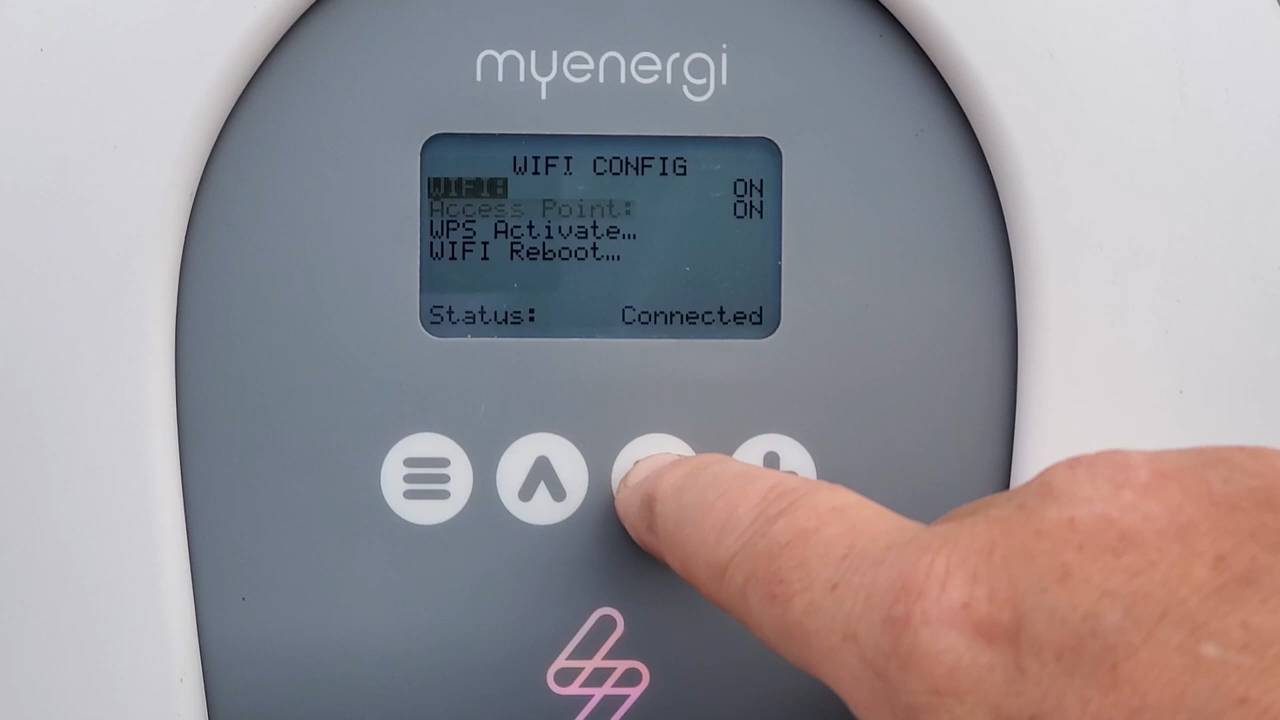 myenergi
WIFI CONFIG
WIFI: ON
Access Point: ON
WPS Activate…
WIFI Reboot…
Status: Connected